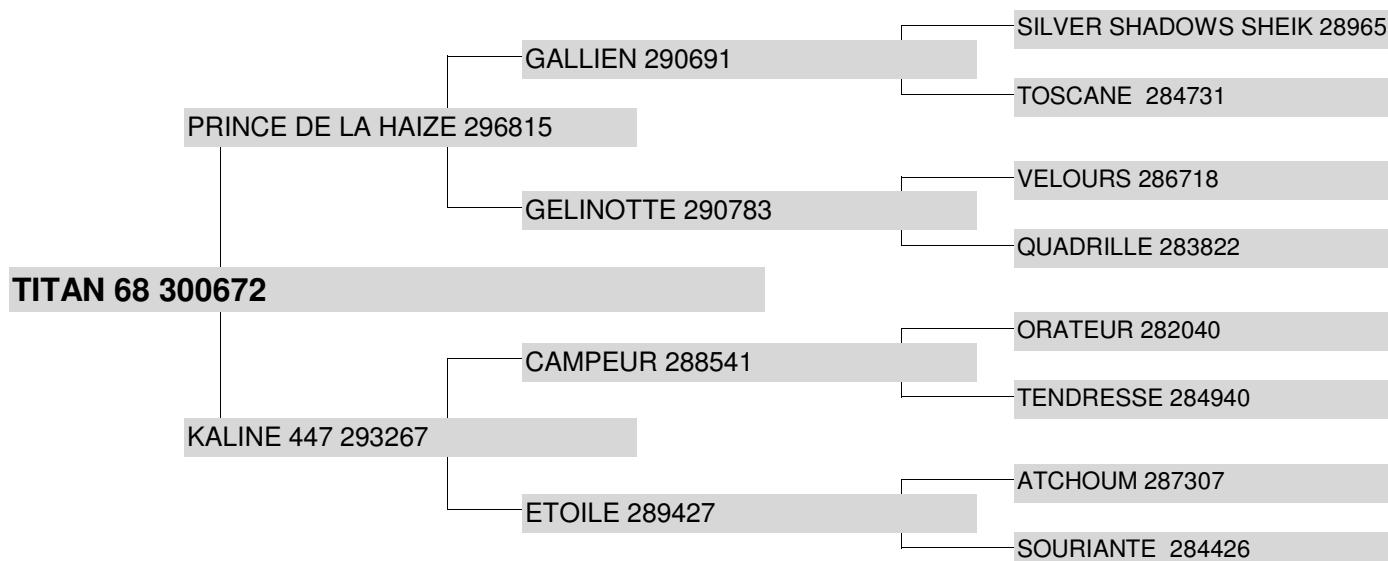 SILVER SHADOWS SHEIK 28965
GALLIEN 290691
TOSCANE 284731
PRINCE DE LA HAIZE 296815
VELOURS 286718
GELINOTTE 290783
QUADRILLE 283822
TITAN 68 300672
ORATEUR 282040
CAMPEUR 288541
TENDRESSE 284940
KALINE 447 293267
ATCHOUM 287307
ETOILE 289427
SOURIANTE 284426